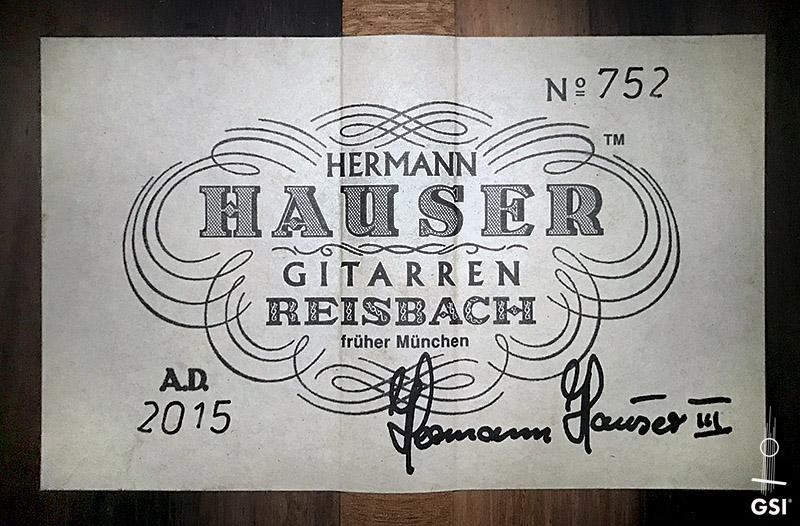 Nº 752
TM
HERMANN
HAUSER
GITARREN
REISBACH
früher München
A.D.
2015
Hermann Hauser III
GSI®